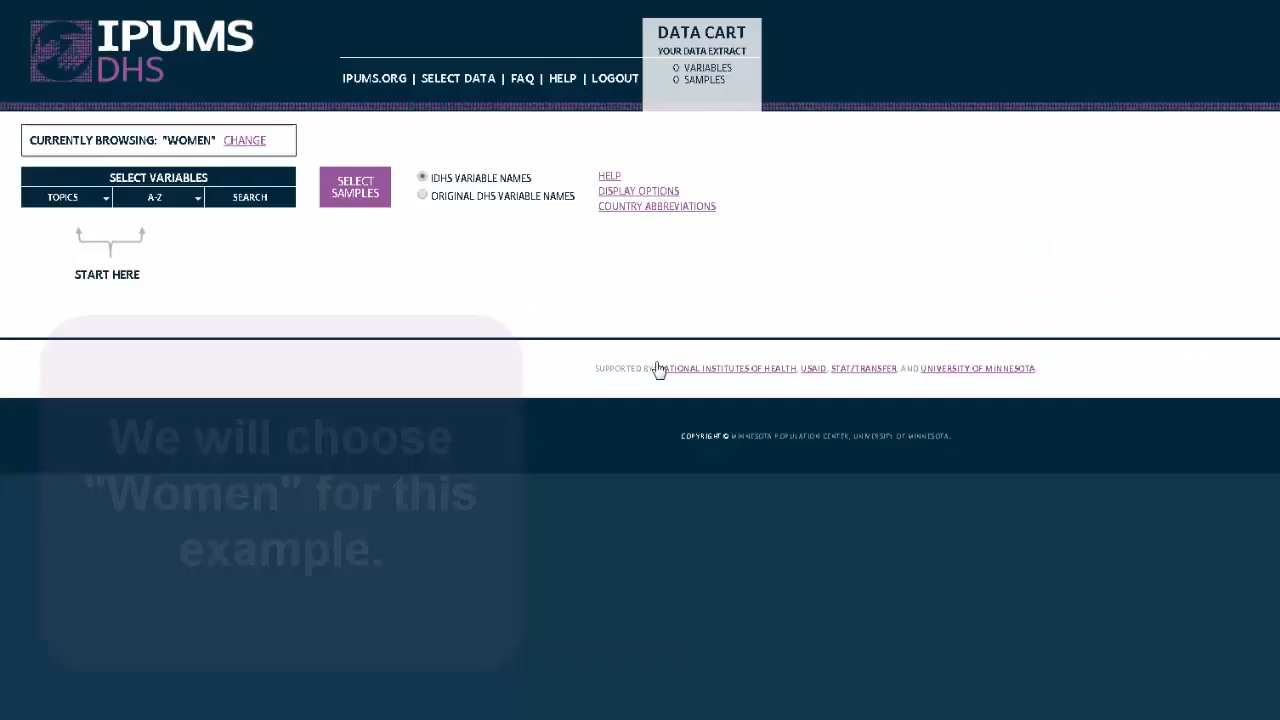 IPUMS
DHS
DATA CART
YOUR DATA EXTRACT
0 VARIABLES
0 SAMPLES
IPUMS.ORG | SELECT DATA | FAQ | HELP | LOGOUT
CURRENTLY BROWSING: "WOMEN" CHANGE
SELECT VARIABLES
TOPICS A-Z SEARCH
SELECT
SAMPLES
IDHS VARIABLE NAMES
ORIGINAL DHS VARIABLE NAMES
HELP
DISPLAY OPTIONS
COUNTRY ABBREVIATIONS
START HERE
SUPPORTED BY NATIONAL INSTITUTES OF HEALTH, USAID, STAT/TRANSFER, AND UNIVERSITY OF MINNESOTA.
We will choose
"Women" for this
example.
COPYRIGHT © MINNESOTA POPULATION CENTER, UNIVERSITY OF MINNESOTA.